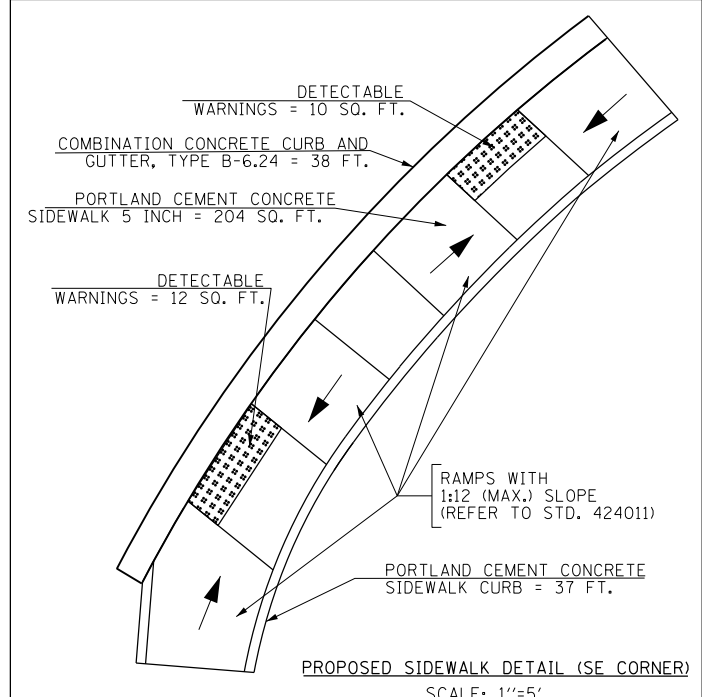 DETECTABLE
WARNINGS = 10 SQ. FT.
COMBINATION CONCRETE CURB AND
GUTTER, TYPE B-6.24 = 38 FT.
PORTLAND CEMENT CONCRETE
SIDEWALK 5 INCH = 204 SQ. FT.
DETECTABLE
WARNINGS = 12 SQ. FT.
RAMPS WITH
1:12 (MAX.) SLOPE
(REFER TO STD. 424011)
PORTLAND CEMENT CONCRETE
SIDEWALK CURB = 37 FT.
PROPOSED SIDEWALK DETAIL (SE CORNER)
SCALE: 1''=5'